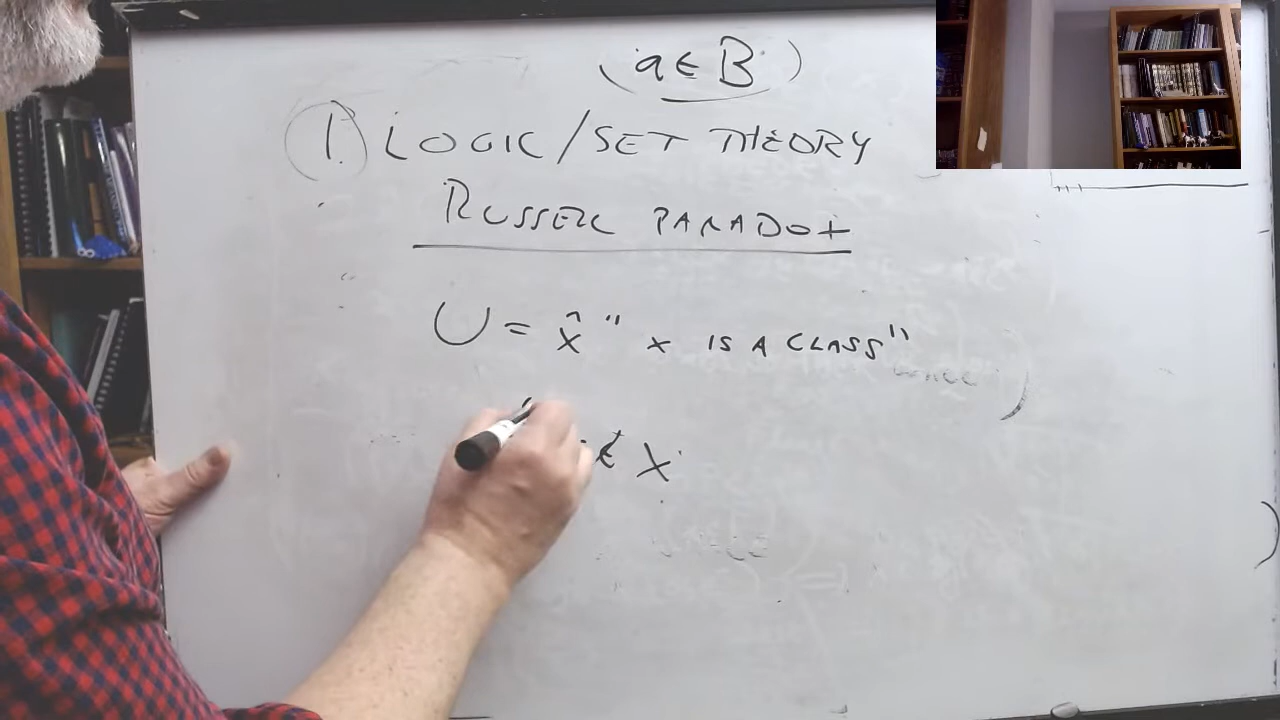 (a ∈ B)
1.) LOGIC/SET THEORY
RUSSELL PARADOX
U = x̂ " x IS A CLASS"
∉ X